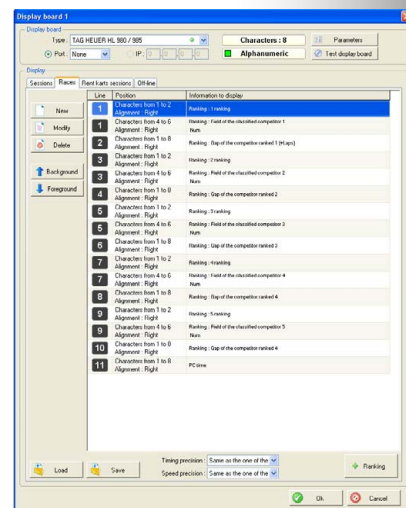 Display board 1
Display board
Type : TAG HEUER HL 980 / 985
Characters : 8
Parameters
Port : None
IP : 0 . 0 . 0 . 0
Alphanumeric
Test display board
Display
Sessions Races Rent karts sessions Off-line
New
Modify
Delete
Background
Foreground
Line Position Information to display
1 Characters from 1 to 2 Alignment : Right Ranking : 1 ranking
1 Characters from 4 to 6 Alignment : Right Ranking : Field of the classified competitor 1 Num
2 Characters from 1 to 8 Alignment : Right Ranking : Gap of the competitor ranked 1 (#Laps)
3 Characters from 1 to 2 Alignment : Right Ranking : 2 ranking
3 Characters from 4 to 6 Alignment : Right Ranking : Field of the classified competitor 2 Num
4 Characters from 1 to 8 Alignment : Right Ranking : Gap of the competitor ranked 2
5 Characters from 1 to 2 Alignment : Right Ranking : 3 ranking
5 Characters from 4 to 6 Alignment : Right Ranking : Field of the classified competitor 3 Num
6 Characters from 1 to 8 Alignment : Right Ranking : Gap of the competitor ranked 3
7 Characters from 1 to 2 Alignment : Right Ranking : 4 ranking
7 Characters from 4 to 6 Alignment : Right Ranking : Field of the classified competitor 4 Num
8 Characters from 1 to 8 Alignment : Right Ranking : Gap of the competitor ranked 4
9 Characters from 1 to 2 Alignment : Right Ranking : 5 ranking
9 Characters from 4 to 6 Alignment : Right Ranking : Field of the classified competitor 5 Num
10 Characters from 1 to 8 Alignment : Right Ranking : Gap of the competitor ranked 4
11 Characters from 1 to 8 Alignment : Right PC time
Load
Save
Timing precision : Same as the one of the
Speed precision : Same as the one of the
Ranking
Ok
Cancel